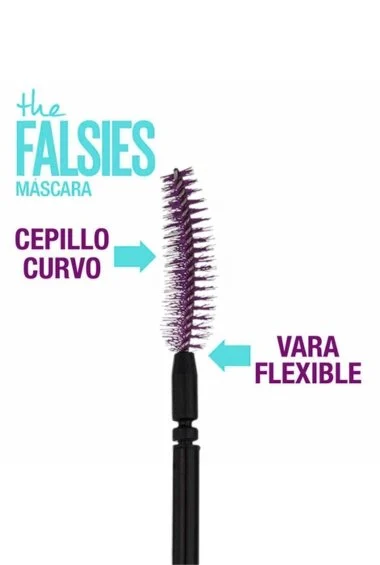 the
FALSIES
MÁSCARA
CEPILLO
CURVO
VARA
FLEXIBLE